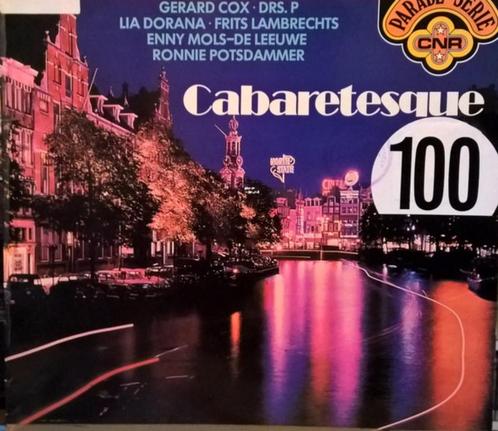 GERARD COX · DRS. P
LIA DORANA · FRITS LAMBRECHTS
ENNY MOLS-DE LEEUWE
RONNIE POTSDAMMER
PARADE SERIE
CNR
Cabaretesque
100